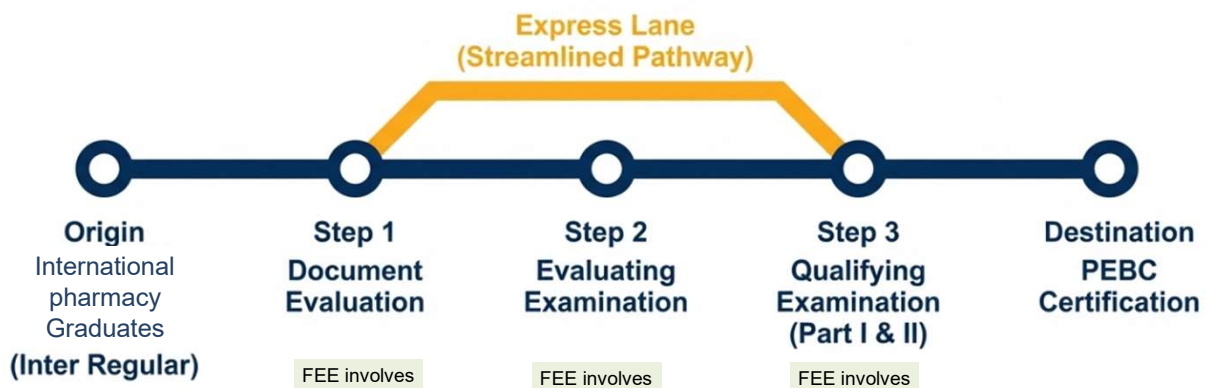 Express Lane
(Streamlined Pathway)
Origin
International
pharmacy
Graduates
(Inter Regular)
Step 1
Document
Evaluation
FEE involves
Step 2
Evaluating
Examination
FEE involves
Step 3
Qualifying
Examination
(Part I & II)
FEE involves
Destination
PEBC
Certification